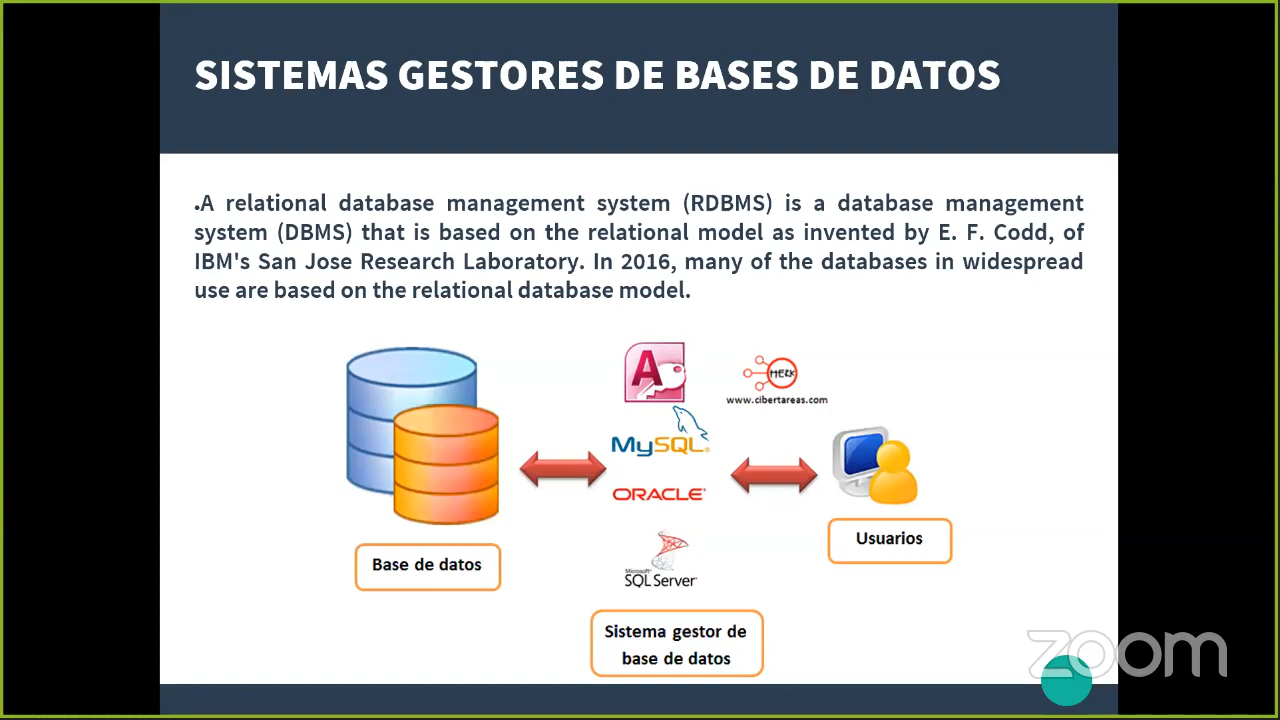 SISTEMAS GESTORES DE BASES DE DATOS
.A relational database management system (RDBMS) is a database management
system (DBMS) that is based on the relational model as invented by E. F. Codd, of
IBM's San Jose Research Laboratory. In 2016, many of the databases in widespread
use are based on the relational database model.
A
MERK
www.cibertareas.com
MySQL®
ORACLE®
Microsoft®
SQL Server®
Base de datos
Usuarios
Sistema gestor de
base de datos
zoom